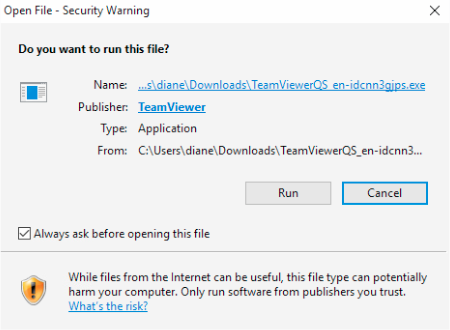 Open File - Security Warning
Do you want to run this file?
Name: ...s\diane\Downloads\TeamViewerQS_en-idcnn3gjps.exe
Publisher: TeamViewer
Type: Application
From: C:\Users\diane\Downloads\TeamViewerQS_en-idcnn3...
Run Cancel
Always ask before opening this file
While files from the Internet can be useful, this file type can potentially
harm your computer. Only run software from publishers you trust.
What's the risk?